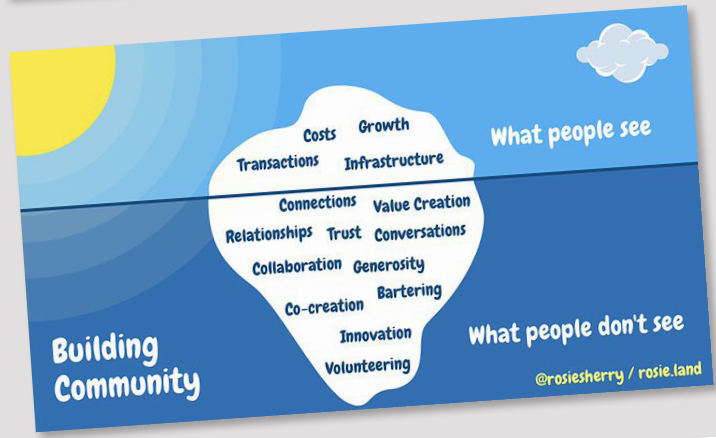 Costs Growth
Transactions Infrastructure
What people see
Connections Value Creation
Relationships Trust Conversations
Collaboration Generosity
Co-creation Bartering
Innovation
Volunteering
What people don't see
Building
Community
@rosiesherry / rosie.land